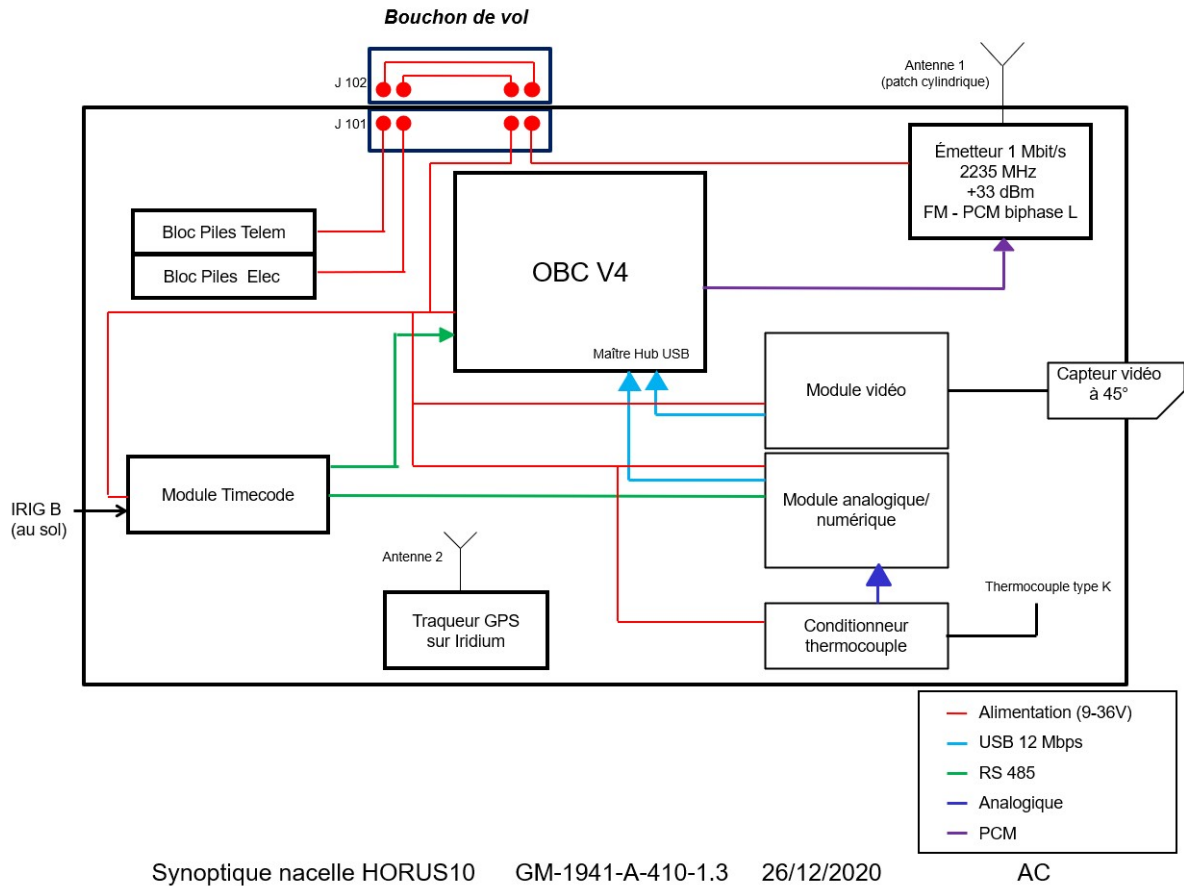 Bouchon de vol
J 102
J 101
Antenne 1
(patch cylindrique)
Émetteur 1 Mbit/s
2235 MHz
+33 dBm
FM - PCM biphase L
Bloc Piles Telem
Bloc Piles Elec
OBC V4
Maître Hub USB
Module vidéo
Capteur vidéo
à 45°
Module Timecode
IRIG B
(au sol)
Module analogique/
numérique
Antenne 2
Traqueur GPS
sur Iridium
Thermocouple type K
Conditionneur
thermocouple
Alimentation (9-36V)
USB 12 Mbps
RS 485
Analogique
PCM
Synoptique nacelle HORUS10 GM-1941-A-410-1.3 26/12/2020 AC